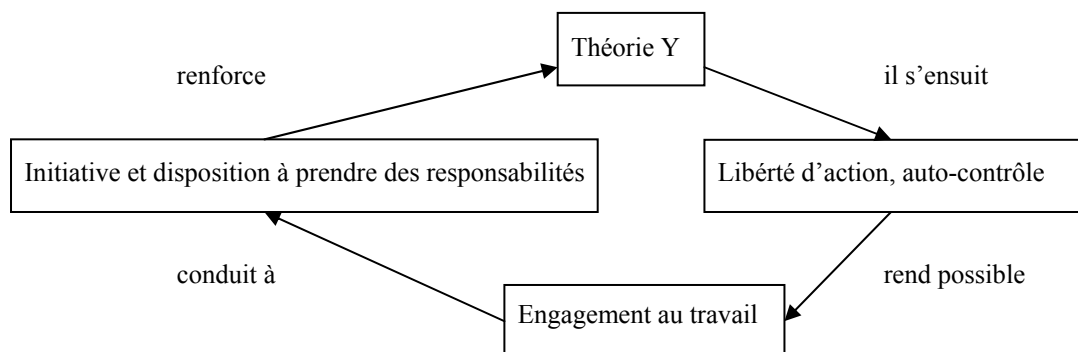 Théorie Y
renforce
il s’ensuit
Initiative et disposition à prendre des responsabilités
Libérté d’action, auto-contrôle
conduit à
rend possible
Engagement au travail